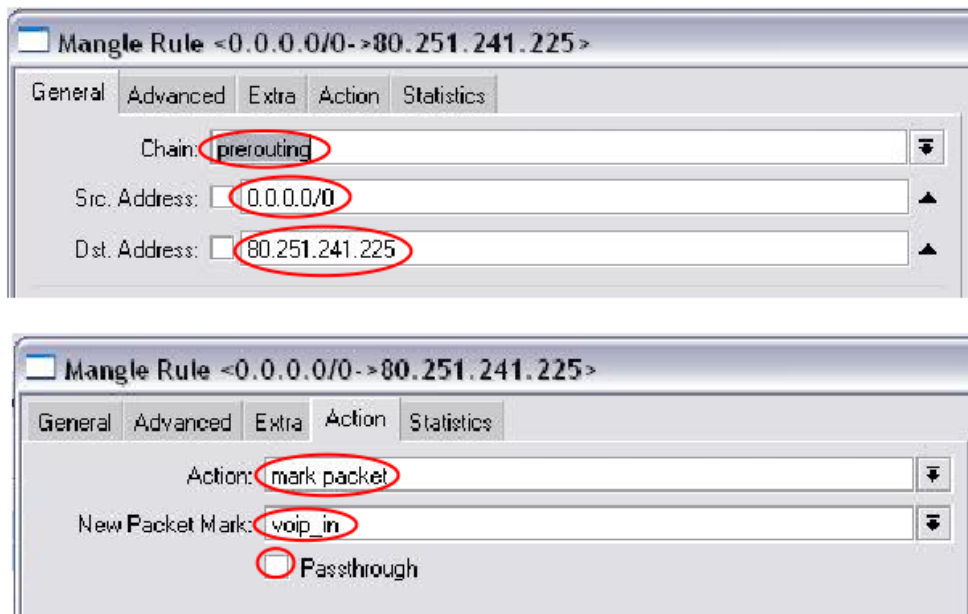 Mangle Rule <0.0.0.0/0->80.251.241.225>
General Advanced Extra Action Statistics
Chain: prerouting
Src. Address: 0.0.0.0/0
Dst. Address: 80.251.241.225
Mangle Rule <0.0.0.0/0->80.251.241.225>
General Advanced Extra Action Statistics
Action: mark packet
New Packet Mark: voip_in
Passthrough